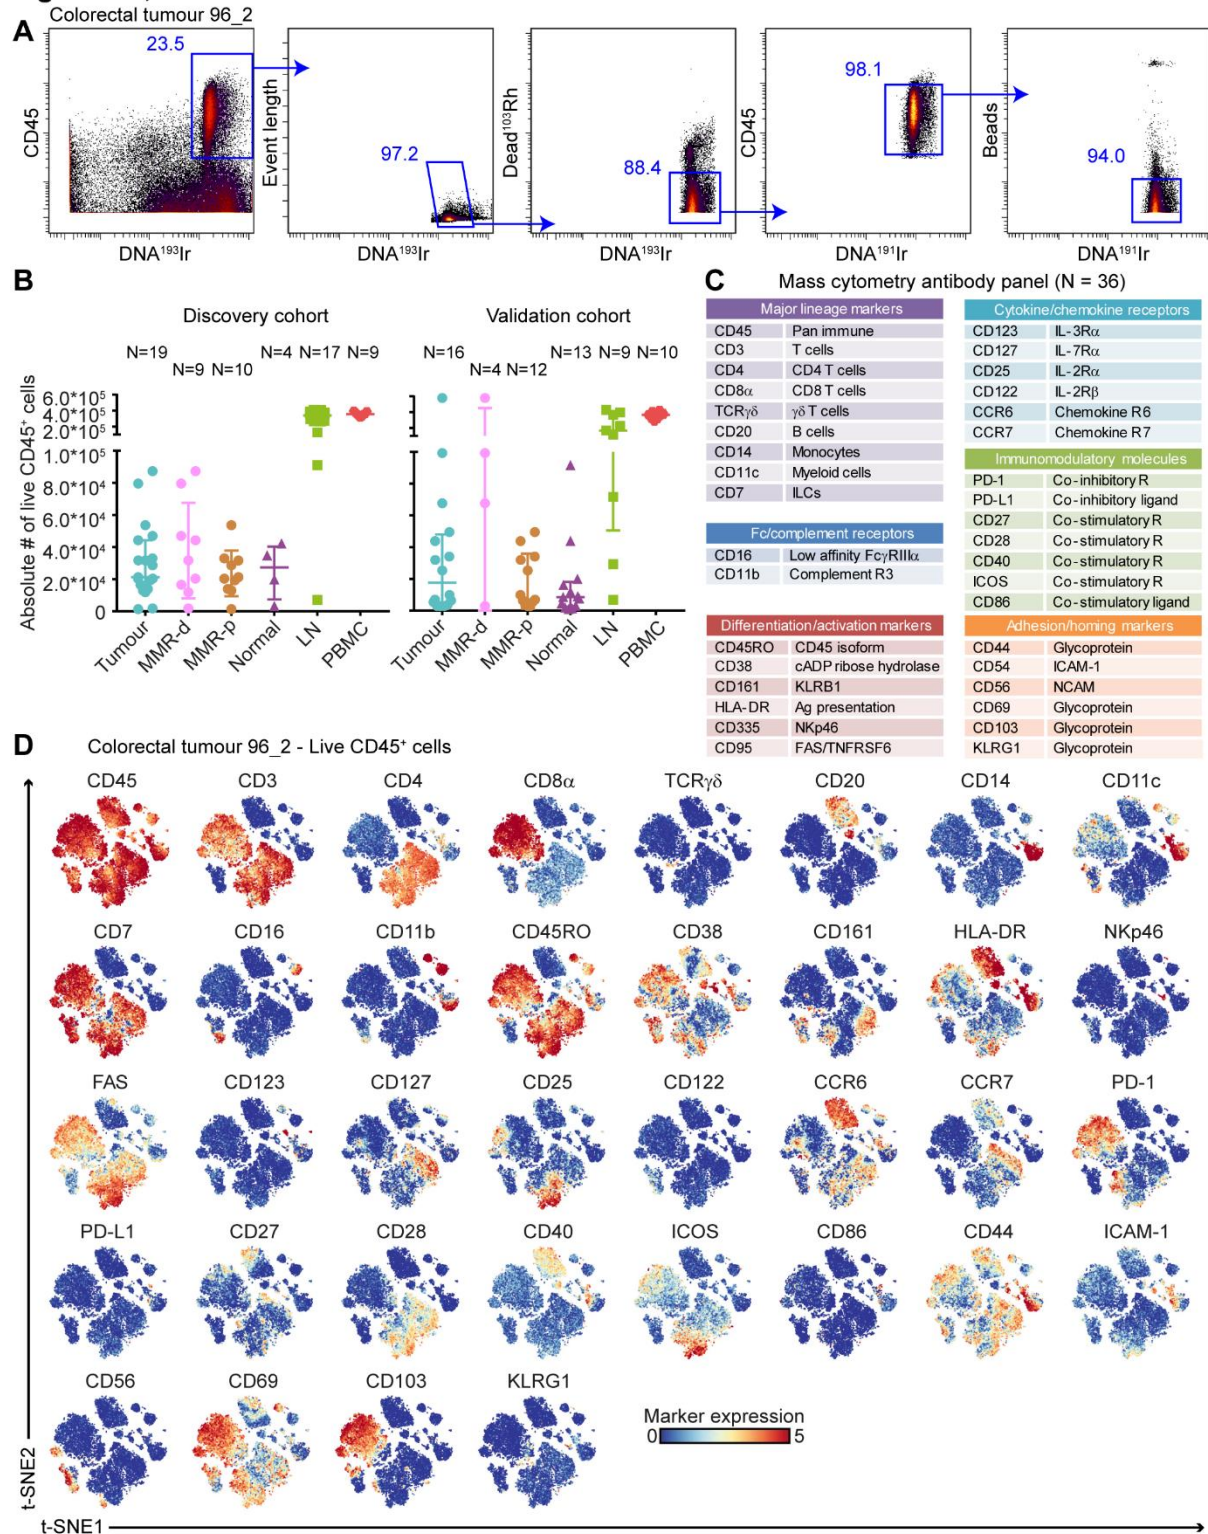 Colorectal tumour 96_2
A
23.5
97.2
88.4
98.1
94.0
CD45
Event length
Dead¹⁰³Rh
CD45
Beads
DNA¹⁹³Ir
DNA¹⁹³Ir
DNA¹⁹³Ir
DNA¹⁹¹Ir
DNA¹⁹¹Ir
B
Discovery cohort
Validation cohort
N=19
N=9
N=10
N=4
N=17
N=9
N=16
N=4
N=12
N=13
N=9
N=10
Absolute # of live CD45⁺ cells
6.0*10⁵
4.0*10⁵
2.0*10⁵
1.0*10⁵
8.0*10⁴
6.0*10⁴
4.0*10⁴
2.0*10⁴
0
Tumour
MMR-d
MMR-p
Normal
LN
PBMC
Tumour
MMR-d
MMR-p
Normal
LN
PBMC
C
Mass cytometry antibody panel (N = 36)
Major lineage markers
CD45 Pan immune
CD3 T cells
CD4 CD4 T cells
CD8α CD8 T cells
TCRγδ γδ T cells
CD20 B cells
CD14 Monocytes
CD11c Myeloid cells
CD7 ILCs
Fc/complement receptors
CD16 Low affinity FcγRIIIα
CD11b Complement R3
Differentiation/activation markers
CD45RO CD45 isoform
CD38 cADP ribose hydrolase
CD161 KLRB1
HLA-DR Ag presentation
CD335 NKp46
CD95 FAS/TNFRSF6
Cytokine/chemokine receptors
CD123 IL-3Rα
CD127 IL-7Rα
CD25 IL-2Rα
CD122 IL-2Rβ
CCR6 Chemokine R6
CCR7 Chemokine R7
Immunomodulatory molecules
PD-1 Co-inhibitory R
PD-L1 Co-inhibitory ligand
CD27 Co-stimulatory R
CD28 Co-stimulatory R
CD40 Co-stimulatory R
ICOS Co-stimulatory R
CD86 Co-stimulatory ligand
Adhesion/homing markers
CD44 Glycoprotein
CD54 ICAM-1
CD56 NCAM
CD69 Glycoprotein
CD103 Glycoprotein
KLRG1 Glycoprotein
D
Colorectal tumour 96_2 - Live CD45⁺ cells
CD45 CD3 CD4 CD8α TCRγδ CD20 CD14 CD11c
CD7 CD16 CD11b CD45RO CD38 CD161 HLA-DR NKp46
FAS CD123 CD127 CD25 CD122 CCR6 CCR7 PD-1
PD-L1 CD27 CD28 CD40 ICOS CD86 CD44 ICAM-1
CD56 CD69 CD103 KLRG1
Marker expression
0 5
t-SNE2
t-SNE1